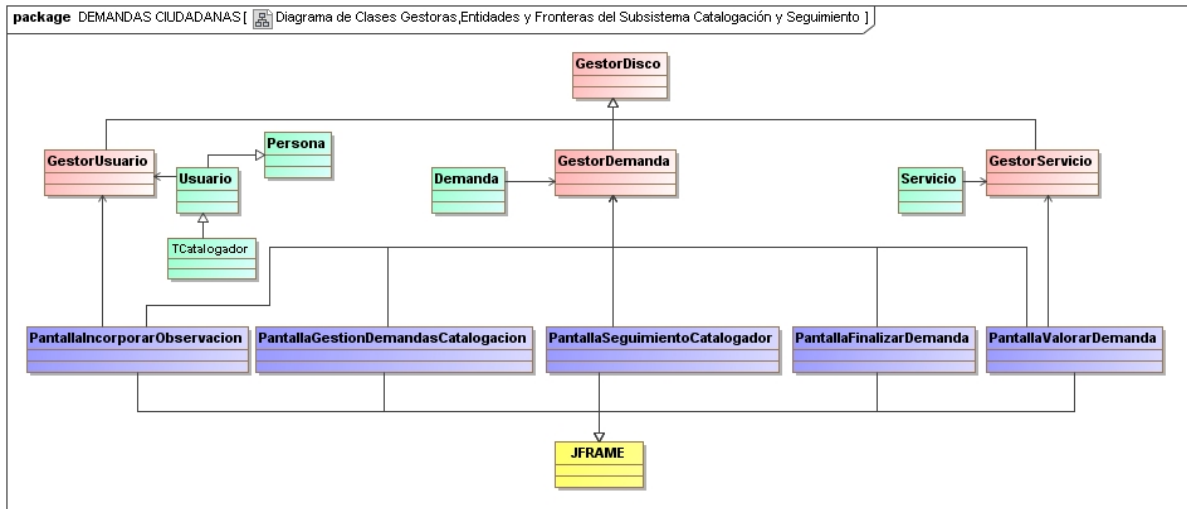 package DEMANDAS CIUDADANAS [ Diagrama de Clases Gestoras,Entidades y Fronteras del Subsistema Catalogación y Seguimiento ]
GestorDisco
Persona
GestorUsuario
GestorDemanda
GestorServicio
Usuario
Demanda
Servicio
TCatalogador
PantallaIncorporarObservacion
PantallaGestionDemandasCatalogacion
PantallaSeguimientoCatalogador
PantallaFinalizarDemanda
PantallaValorarDemanda
JFRAME